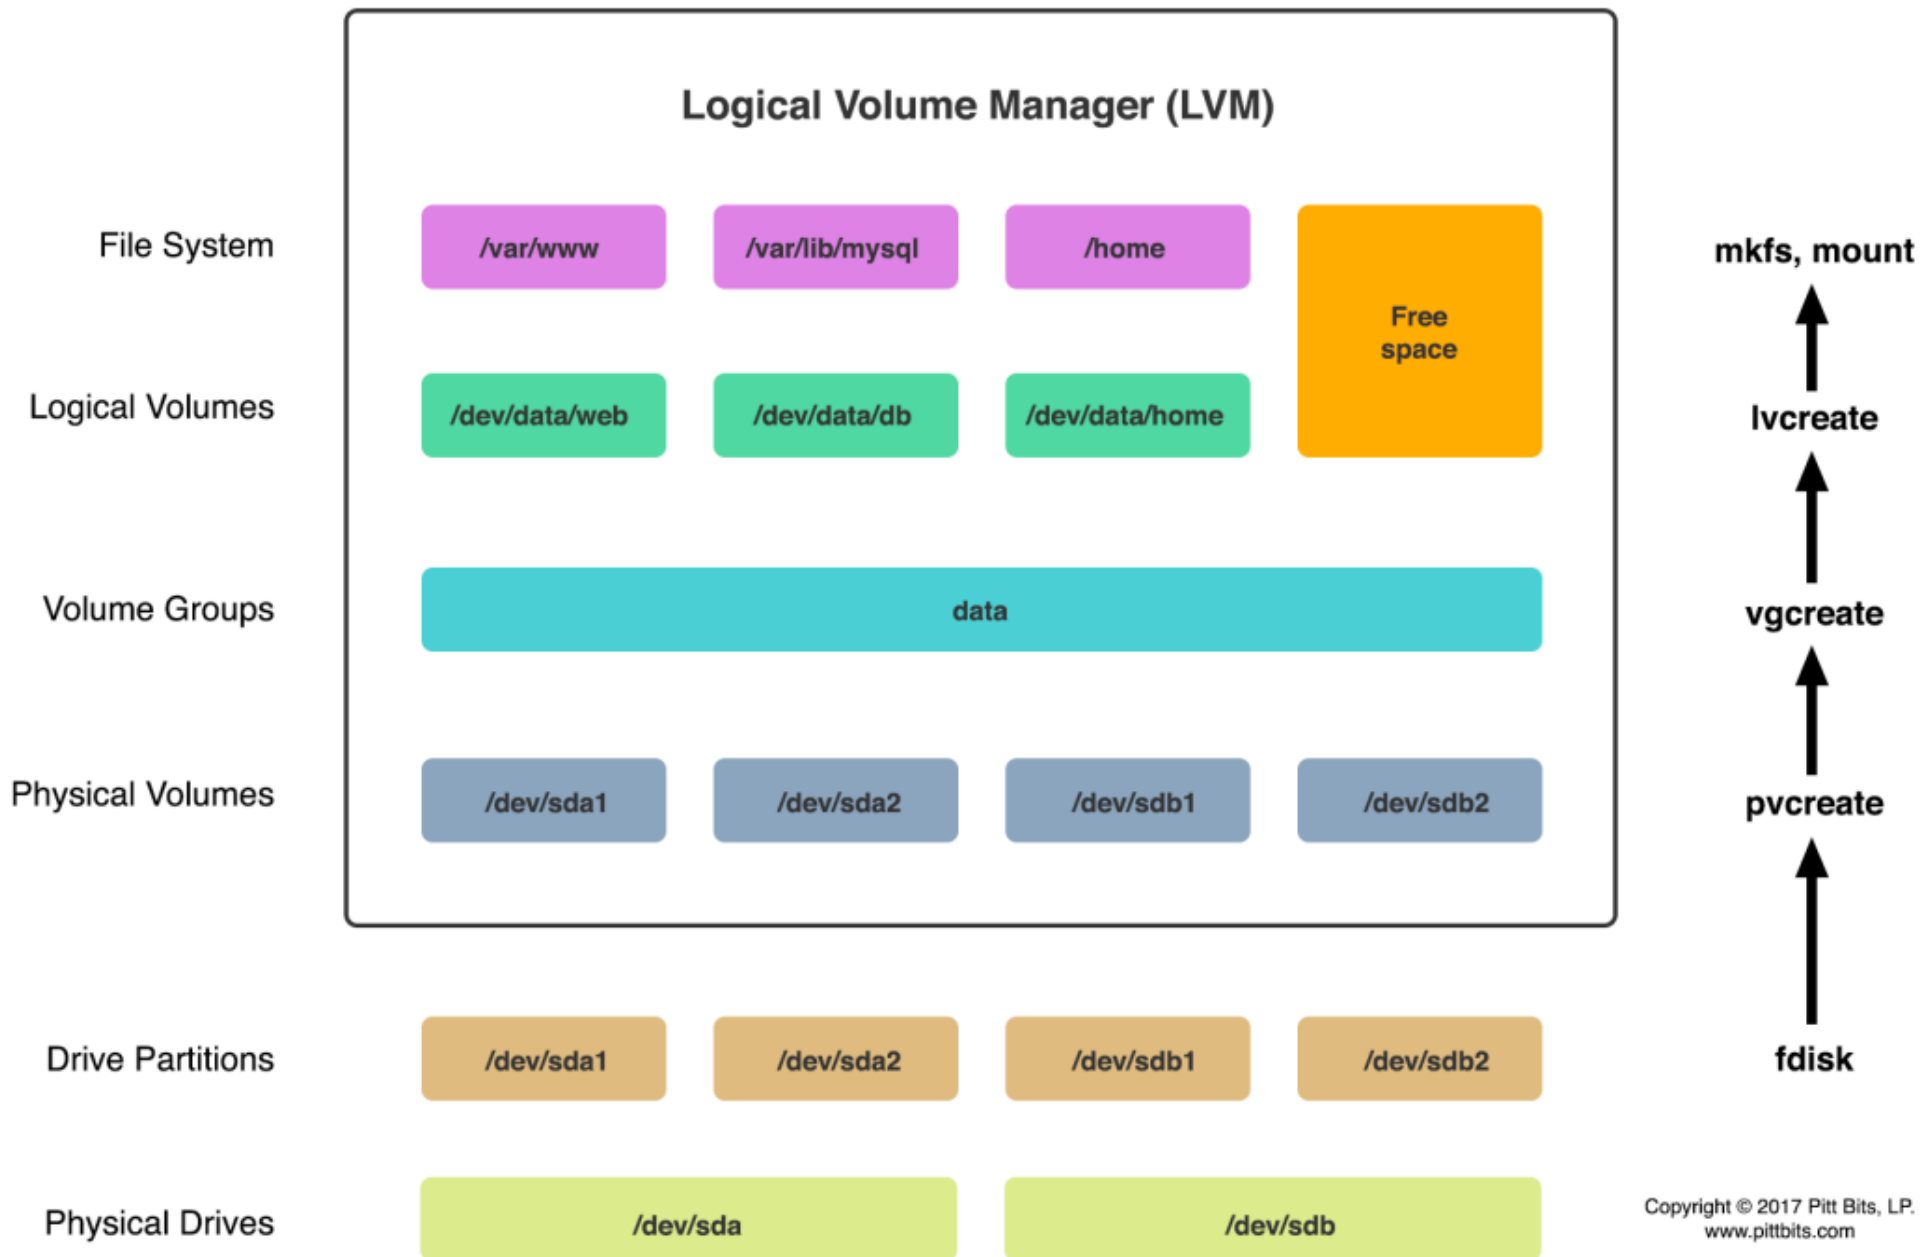 Logical Volume Manager (LVM)
File System
/var/www
/var/lib/mysql
/home
Free
space
mkfs, mount
Logical Volumes
/dev/data/web
/dev/data/db
/dev/data/home
lvcreate
Volume Groups
data
vgcreate
Physical Volumes
/dev/sda1
/dev/sda2
/dev/sdb1
/dev/sdb2
pvcreate
Drive Partitions
/dev/sda1
/dev/sda2
/dev/sdb1
/dev/sdb2
fdisk
Physical Drives
/dev/sda
/dev/sdb
Copyright © 2017 Pitt Bits, LP.
www.pittbits.com